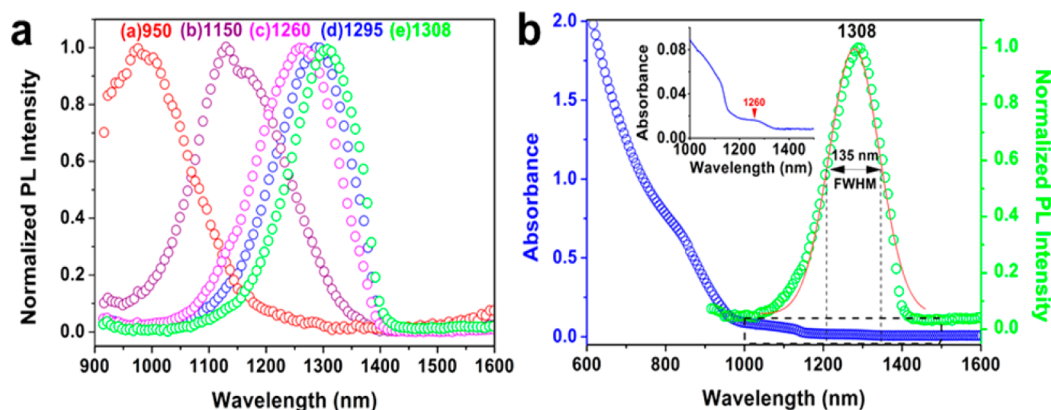 a
(a)950 (b)1150 (c)1260 (d)1295 (e)1308
Normalized PL Intensity
1.0
0.8
0.6
0.4
0.2
0.0
900 1000 1100 1200 1300 1400 1500 1600
Wavelength (nm)
b
1308
Absorbance
2.0
1.5
1.0
0.5
0.0
Absorbance
0.08
0.04
0.00
1260
1000 1100 1200 1300 1400 1500
Wavelength (nm)
135 nm
FWHM
1.0
0.8
0.6
0.4
0.2
0.0
Normalized PL Intensity
600 800 1000 1200 1400 1600
Wavelength (nm)